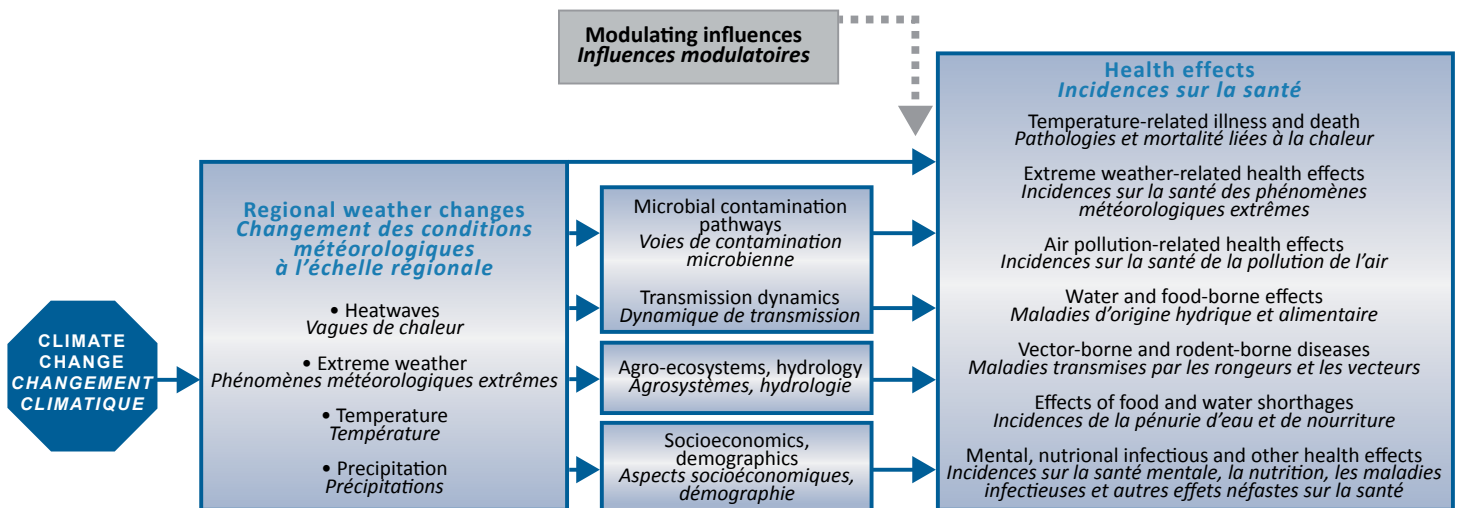 Modulating influences
Influences modulatoires
CLIMATE
CHANGE
CHANGEMENT
CLIMATIQUE
Regional weather changes
Changement des conditions
météorologiques
à l'échelle régionale
• Heatwaves
Vagues de chaleur
• Extreme weather
Phénomènes météorologiques extrêmes
• Temperature
Température
• Precipitation
Précipitations
Microbial contamination
pathways
Voies de contamination
microbienne
Transmission dynamics
Dynamique de transmission
Agro-ecosystems, hydrology
Agrosystèmes, hydrologie
Socioeconomics,
demographics
Aspects socioéconomiques,
démographie
Health effects
Incidences sur la santé
Temperature-related illness and death
Pathologies et mortalité liées à la chaleur
Extreme weather-related health effects
Incidences sur la santé des phénomènes
météorologiques extrêmes
Air pollution-related health effects
Incidences sur la santé de la pollution de l'air
Water and food-borne effects
Maladies d'origine hydrique et alimentaire
Vector-borne and rodent-borne diseases
Maladies transmises par les rongeurs et les vecteurs
Effects of food and water shorthages
Incidences de la pénurie d'eau et de nourriture
Mental, nutrional infectious and other health effects
Incidences sur la santé mentale, la nutrition, les maladies
infectieuses et autres effets néfastes sur la santé